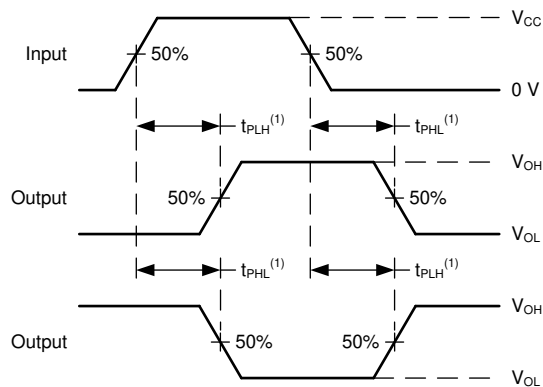 V_CC
Input 50% 50%
0 V
t_PLH^(1) t_PHL^(1)
V_OH
Output 50% 50%
V_OL
t_PHL^(1) t_PLH^(1)
V_OH
Output 50% 50%
V_OL